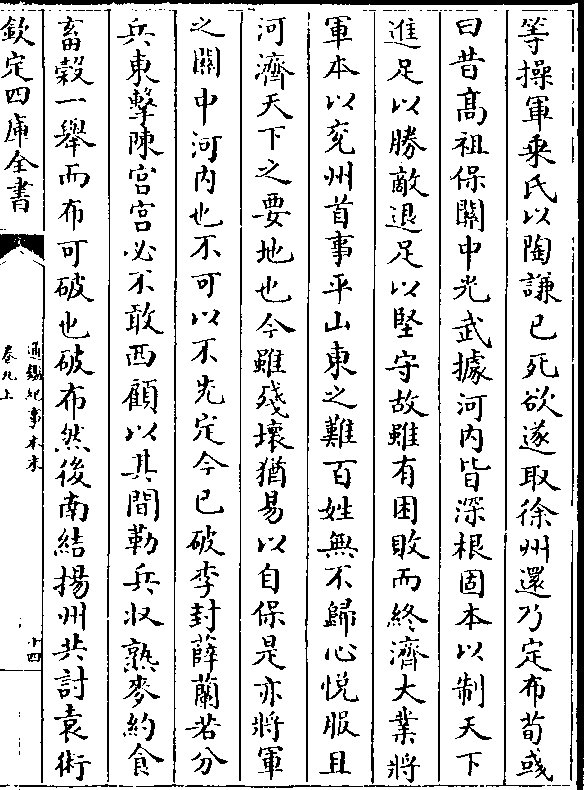 等操軍乗氏以陶謙已死欲遂取徐州還乃定布荀彧
曰昔髙祖保關中光武據河内皆深根固本以制天下
進足以勝敵退足以堅守故雖有困敗而終濟大業將
軍本以兖州首事平山東之難百姓無不歸心悦服且
河濟天下之要地也今雖殘壞猶易以自保是亦將軍
之關中河内也不可以不先定今已破李封薛蘭若分
兵東擊陳宫宫必不敢西顧以其間勒兵收熟麥約食
畜榖一舉而布可破也破布然後南結揚州共討袁術
欽定四庫全書
通鑑紀事本末
卷九上
十四